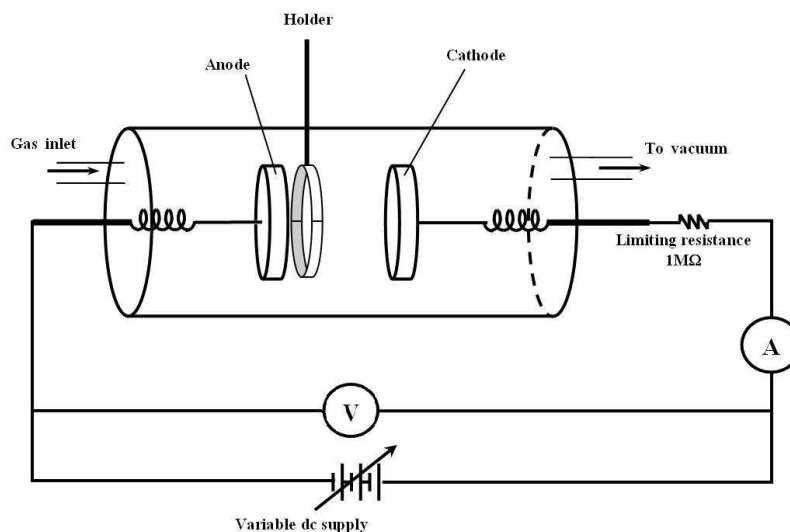 Holder
Anode
Cathode
Gas inlet
To vacuum
Limiting resistance
1MΩ
A
V
Variable dc supply